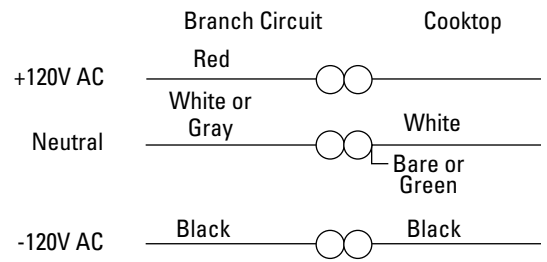 Branch Circuit Cooktop
Red
+120V AC
White or
Gray
White
Neutral
Bare or
Green
Black Black
-120V AC